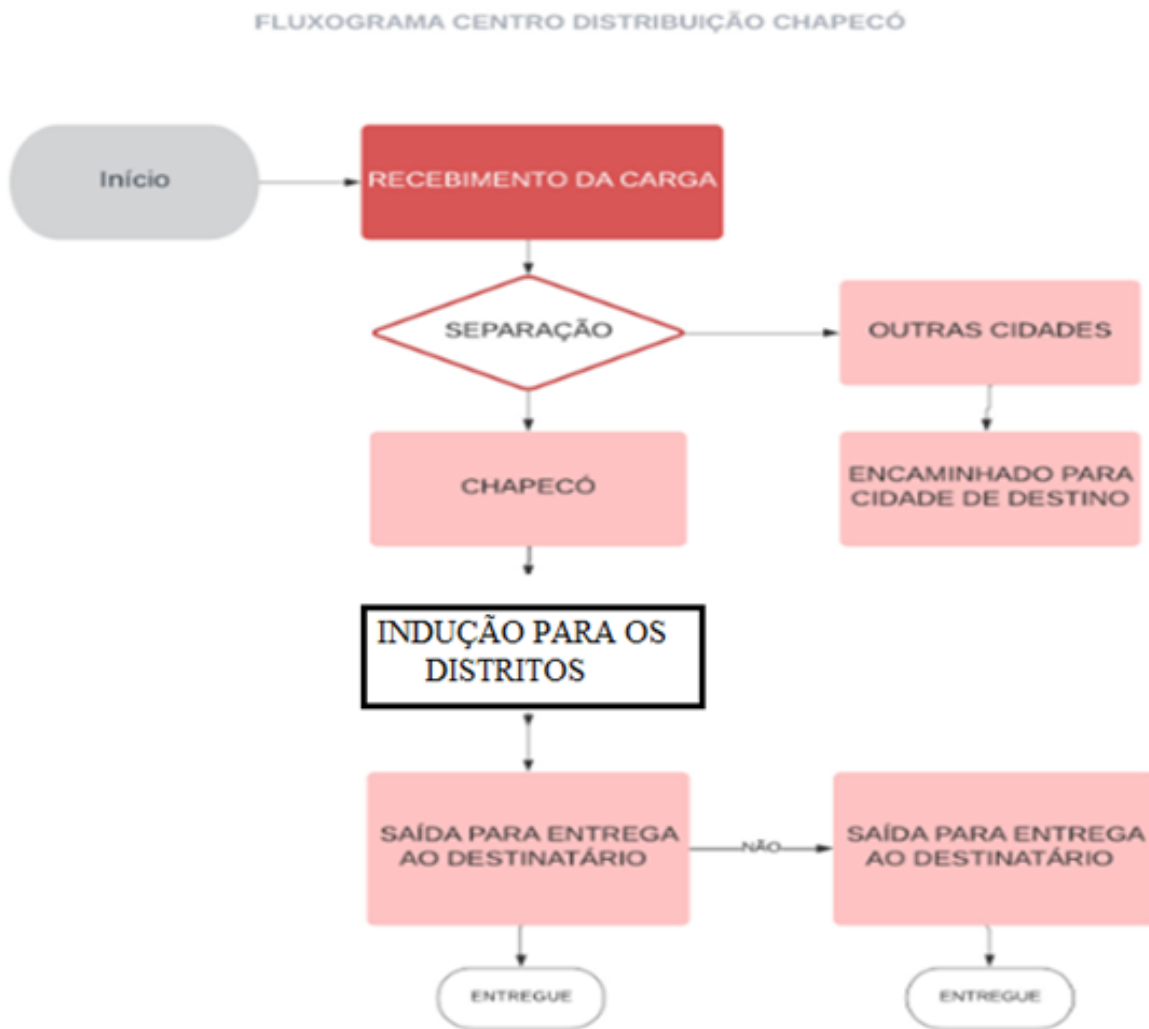 FLUXOGRAMA CENTRO DISTRIBUIÇÃO CHAPECÓ
Início
RECEBIMENTO DA CARGA
SEPARAÇÃO
OUTRAS CIDADES
CHAPECÓ
ENCAMINHADO PARA
CIDADE DE DESTINO
INDUÇÃO PARA OS
DISTRITOS
SAÍDA PARA ENTREGA
AO DESTINATÁRIO
NÃO
SAÍDA PARA ENTREGA
AO DESTINATÁRIO
ENTREGUE
ENTREGUE